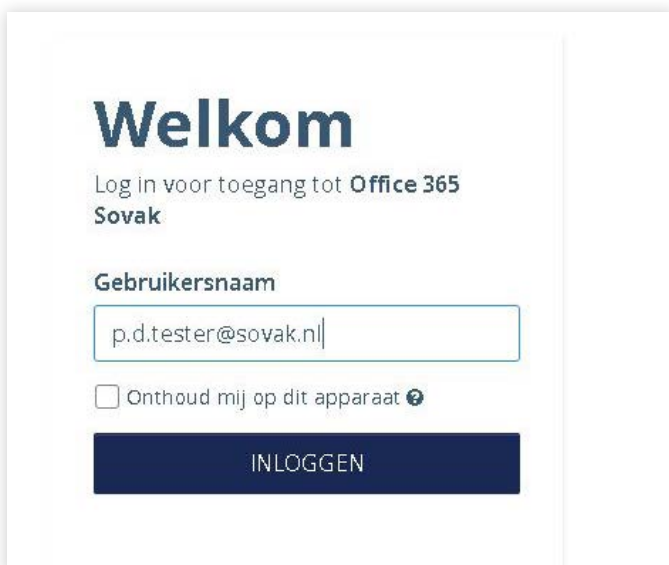 Welkom
Log in voor toegang tot Office 365
Sovak
Gebruikersnaam
p.d.tester@sovak.nl
Onthoud mij op dit apparaat ?
INLOGGEN